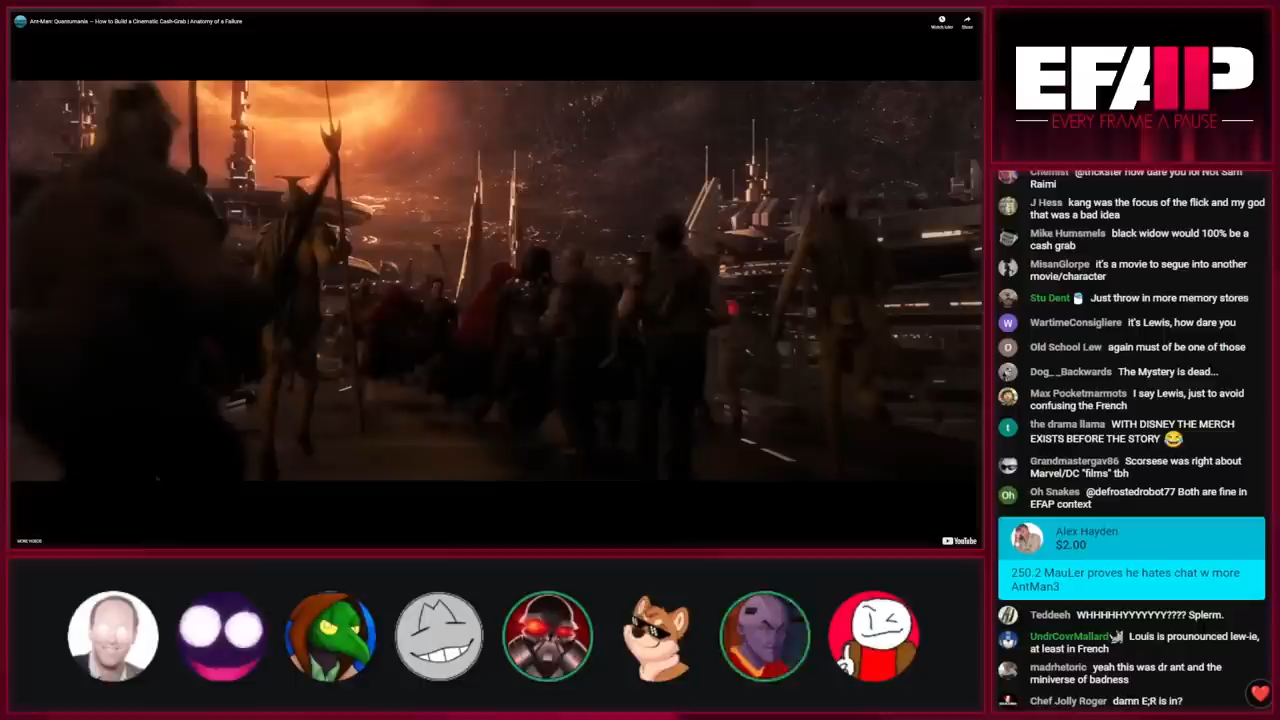 Ant-Man: Quantumania – How to Build a Cinematic Cash-Grab | Anatomy of a Failure
Watch later
Share
MORE VIDEOS
YouTube
EFAP
EVERY FRAME A PAUSE
Chemist @trickster how dare you lol Not Sam
Raimi
J Hess kang was the focus of the flick and my god
that was a bad idea
Mike Humsmels black widow would 100% be a
cash grab
MisanGlorpe it's a movie to segue into another
movie/character
Stu Dent Just throw in more memory stores
W
WartimeConsigliere it's Lewis, how dare you
O
Old School Lew again must of be one of those
Dog__Backwards The Mystery is dead...
Max Pocketmarmots I say Lewis, just to avoid
confusing the French
t
the drama llama WITH DISNEY THE MERCH
EXISTS BEFORE THE STORY 😂
Grandmastergav86 Scorsese was right about
Marvel/DC "films" tbh
Oh
Oh Snakes @defrostedrobot77 Both are fine in
EFAP context
Alex Hayden
$2.00
250.2 MauLer proves he hates chat w more
AntMan3
Teddeeh WHHHHHYYYYYYY???? Splerm.
UndrCovrMallard Louis is prounounced lew-ie,
at least in French
madrhetoric yeah this was dr ant and the
miniverse of badness
Chef Jolly Roger damn E;R is in?